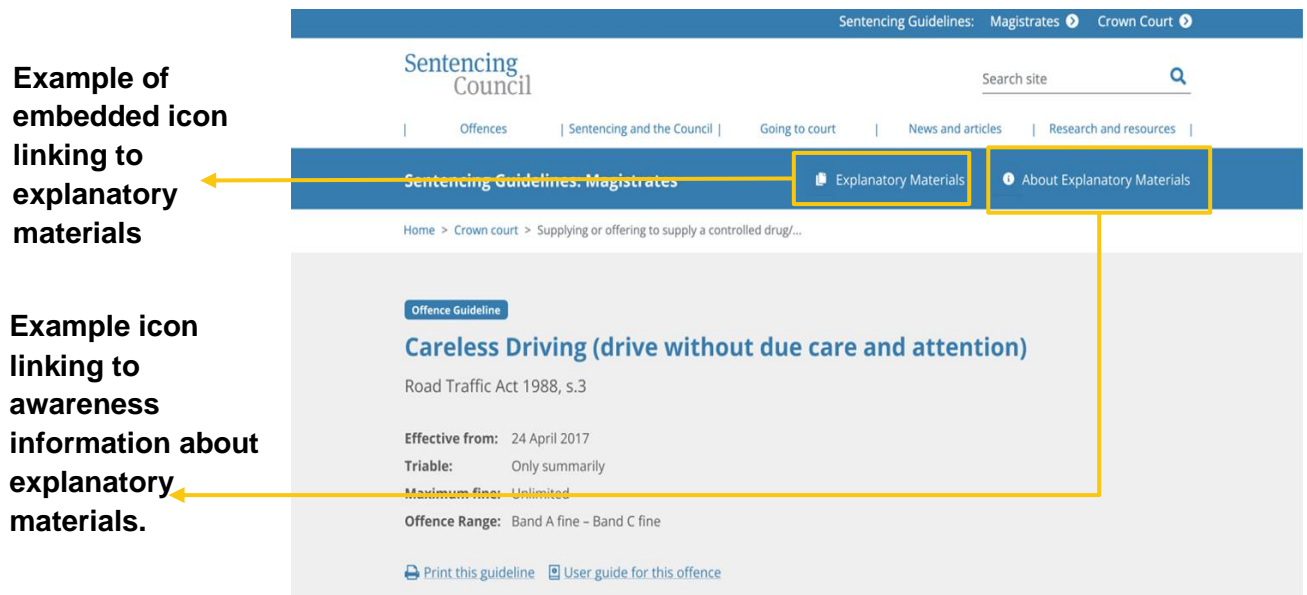 Example of
embedded icon
linking to
explanatory
materials
Example icon
linking to
awareness
information about
explanatory
materials.
Sentencing Guidelines: Magistrates Crown Court
Sentencing
Council
Search site
| Offences | Sentencing and the Council | Going to court | News and articles | Research and resources |
Sentencing Guidelines: Magistrates Explanatory Materials About Explanatory Materials
Home > Crown court > Supplying or offering to supply a controlled drug/...
Offence Guideline
Careless Driving (drive without due care and attention)
Road Traffic Act 1988, s.3
Effective from: 24 April 2017
Triable: Only summarily
Maximum fine: Unlimited
Offence Range: Band A fine – Band C fine
Print this guideline User guide for this offence